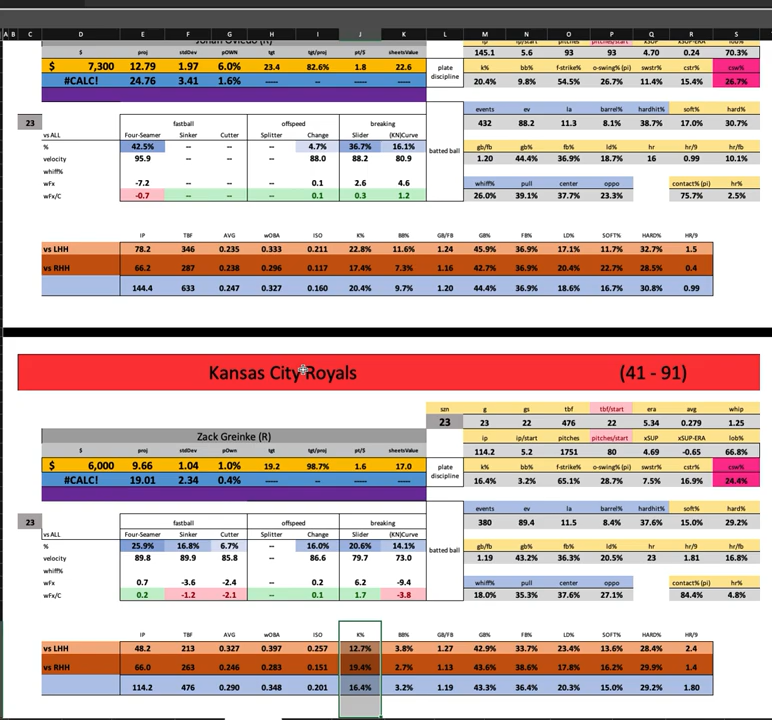 A B C D E F G H I J K L M N O P Q R S
Johan Oviedo (R) ip ip/start pitches pitches/start xSUP xSUP-ERA lob%
$ proj stdDev pOWN tgt tgt/proj pt/$ sheetsValue 145.1 5.6 93 93 4.70 0.24 70.3%
$ 7,300 12.79 1.97 6.0% 23.4 82.6% 1.8 22.6 plate discipline k% bb% f-strike% o-swing% (pi) swstr% cstr% csw%
#CALC! 24.76 3.41 1.6% ---- -- ---- ---- 20.4% 9.8% 54.5% 26.7% 11.4% 15.4% 26.7%
events ev la barrel% hardhit% soft% hard%
23 fastball offspeed breaking 432 88.2 11.3 8.1% 38.7% 17.0% 30.7%
vs ALL Four-Seamer Sinker Cutter Splitter Change Slider (KN)Curve
% 42.5% -- -- -- 4.7% 36.7% 16.1% batted ball gb/fb gb% fb% ld% hr hr/9 hr/fb
velocity 95.9 -- -- -- 88.0 88.2 80.9 1.20 44.4% 36.9% 18.7% 16 0.99 10.1%
whiff%
wFx -7.2 -- -- -- 0.1 2.6 4.6 whiff% pull center oppo contact% (pi) hr%
wFx/C -0.7 -- -- -- 0.1 0.3 1.2 26.0% 39.1% 37.7% 23.3% 75.7% 2.5%
IP TBF AVG wOBA ISO K% BB% GB/FB GB% FB% LD% SOFT% HARD% HR/9
vs LHH 78.2 346 0.235 0.333 0.211 22.8% 11.6% 1.24 45.9% 36.9% 17.1% 11.7% 32.7% 1.5
vs RHH 66.2 287 0.238 0.296 0.117 17.4% 7.3% 1.16 42.7% 36.9% 20.4% 22.7% 28.5% 0.4
144.4 633 0.247 0.327 0.160 20.4% 9.7% 1.20 44.4% 36.9% 18.6% 16.7% 30.8% 0.99
Kansas City Royals (41 - 91)
szn g gs tbf tbf/start era avg whip
23 23 22 476 22 5.34 0.279 1.25
Zack Greinke (R) ip ip/start pitches pitches/start xSUP xSUP-ERA lob%
$ proj stdDev pOwn tgt tgt/proj pt/$ sheetsValue 114.2 5.2 1751 80 4.69 -0.65 66.8%
$ 6,000 9.66 1.04 1.0% 19.2 98.7% 1.6 17.0 plate discipline k% bb% f-strike% o-swing% (pi) swstr% cstr% csw%
#CALC! 19.01 2.34 0.4% ---- ---- ---- ---- 16.4% 3.2% 65.1% 28.7% 7.5% 16.9% 24.4%
events ev la barrel% hardhit% soft% hard%
23 fastball offspeed breaking 380 89.4 11.5 8.4% 37.6% 15.0% 29.2%
vs ALL Four-Seamer Sinker Cutter Splitter Change Slider (KN)Curve
% 25.9% 16.8% 6.7% -- 16.0% 20.6% 14.1% batted ball gb/fb gb% fb% ld% hr hr/9 hr/fb
velocity 89.8 89.9 85.8 -- 86.6 79.7 73.0 1.19 43.2% 36.3% 20.5% 23 1.81 16.8%
whiff%
wFx 0.7 -3.6 -2.4 -- 0.2 6.2 -9.4 whiff% pull center oppo contact% (pi) hr%
wFx/C 0.2 -1.2 -2.1 -- 0.1 1.7 -3.8 18.0% 35.3% 37.6% 27.1% 84.4% 4.8%
IP TBF AVG wOBA ISO K% BB% GB/FB GB% FB% LD% SOFT% HARD% HR/9
vs LHH 48.2 213 0.327 0.397 0.257 12.7% 3.8% 1.27 42.9% 33.7% 23.4% 13.6% 28.4% 2.4
vs RHH 66.0 263 0.246 0.283 0.151 19.4% 2.7% 1.13 43.6% 38.6% 17.8% 16.2% 29.9% 1.4
114.2 476 0.290 0.348 0.201 16.4% 3.2% 1.19 43.3% 36.4% 20.3% 15.0% 29.2% 1.80